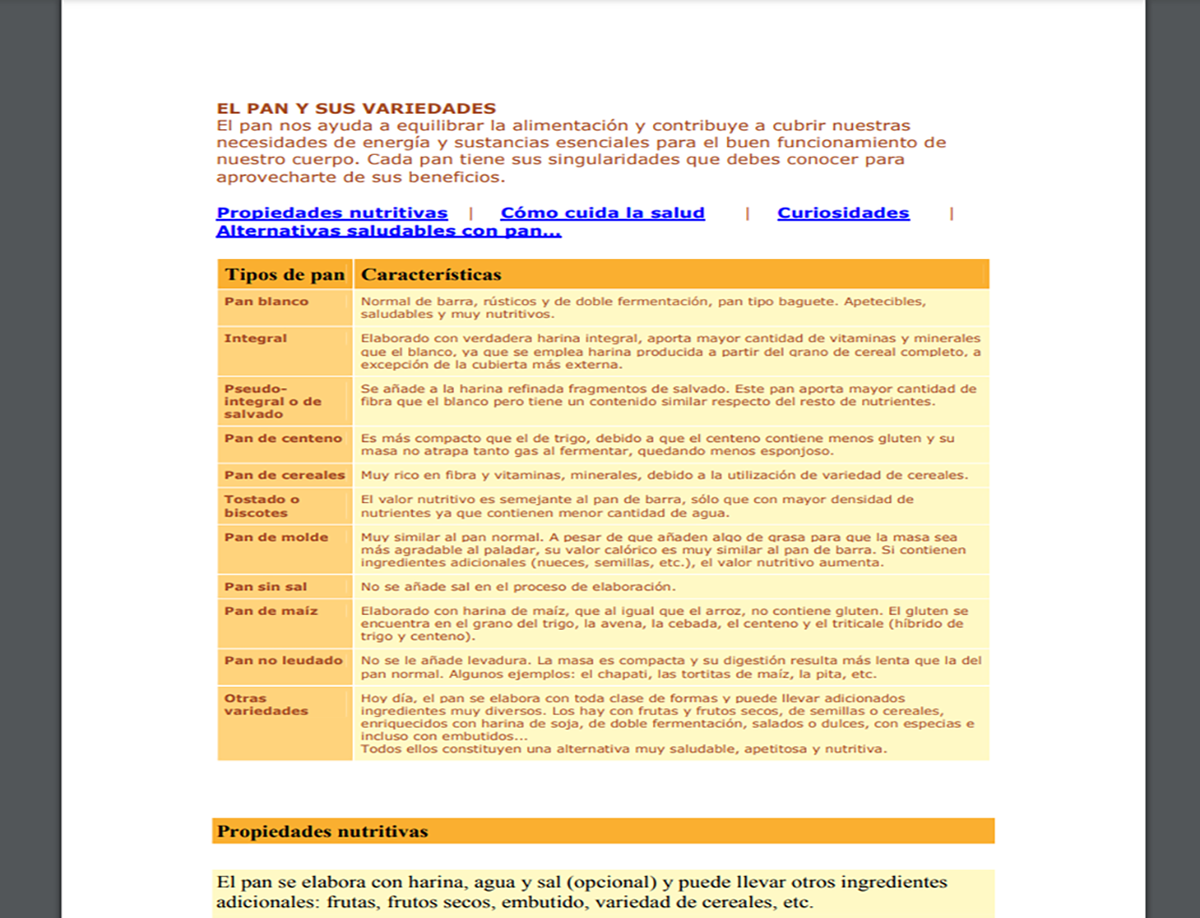 EL PAN Y SUS VARIEDADES
El pan nos ayuda a equilibrar la alimentación y contribuye a cubrir nuestras
necesidades de energía y sustancias esenciales para el buen funcionamiento de
nuestro cuerpo. Cada pan tiene sus singularidades que debes conocer para
aprovecharte de sus beneficios.
Propiedades nutritivas | Cómo cuida la salud | Curiosidades |
Alternativas saludables con pan...
Tipos de pan Características
Pan blanco Normal de barra, rústicos y de doble fermentación, pan tipo baguete. Apetecibles,
saludables y muy nutritivos.
Integral Elaborado con verdadera harina integral, aporta mayor cantidad de vitaminas y minerales
que el blanco, ya que se emplea harina producida a partir del grano de cereal completo, a
excepción de la cubierta más externa.
Pseudo- Se añade a la harina refinada fragmentos de salvado. Este pan aporta mayor cantidad de
integral o de fibra que el blanco pero tiene un contenido similar respecto del resto de nutrientes.
salvado
Pan de centeno Es más compacto que el de trigo, debido a que el centeno contiene menos gluten y su
masa no atrapa tanto gas al fermentar, quedando menos esponjoso.
Pan de cereales Muy rico en fibra y vitaminas, minerales, debido a la utilización de variedad de cereales.
Tostado o El valor nutritivo es semejante al pan de barra, sólo que con mayor densidad de
biscotes nutrientes ya que contienen menor cantidad de agua.
Pan de molde Muy similar al pan normal. A pesar de que añaden algo de grasa para que la masa sea
más agradable al paladar, su valor calórico es muy similar al pan de barra. Si contienen
ingredientes adicionales (nueces, semillas, etc.), el valor nutritivo aumenta.
Pan sin sal No se añade sal en el proceso de elaboración.
Pan de maíz Elaborado con harina de maíz, que al igual que el arroz, no contiene gluten. El gluten se
encuentra en el grano del trigo, la avena, la cebada, el centeno y el triticale (híbrido de
trigo y centeno).
Pan no leudado No se le añade levadura. La masa es compacta y su digestión resulta más lenta que la del
pan normal. Algunos ejemplos: el chapati, las tortitas de maíz, la pita, etc.
Otras Hoy día, el pan se elabora con toda clase de formas y puede llevar adicionados
variedades ingredientes muy diversos. Los hay con frutas y frutos secos, de semillas o cereales,
enriquecidos con harina de soja, de doble fermentación, salados o dulces, con especias e
incluso con embutidos...
Todos ellos constituyen una alternativa muy saludable, apetitosa y nutritiva.
Propiedades nutritivas
El pan se elabora con harina, agua y sal (opcional) y puede llevar otros ingredientes
adicionales: frutas, frutos secos, embutido, variedad de cereales, etc.